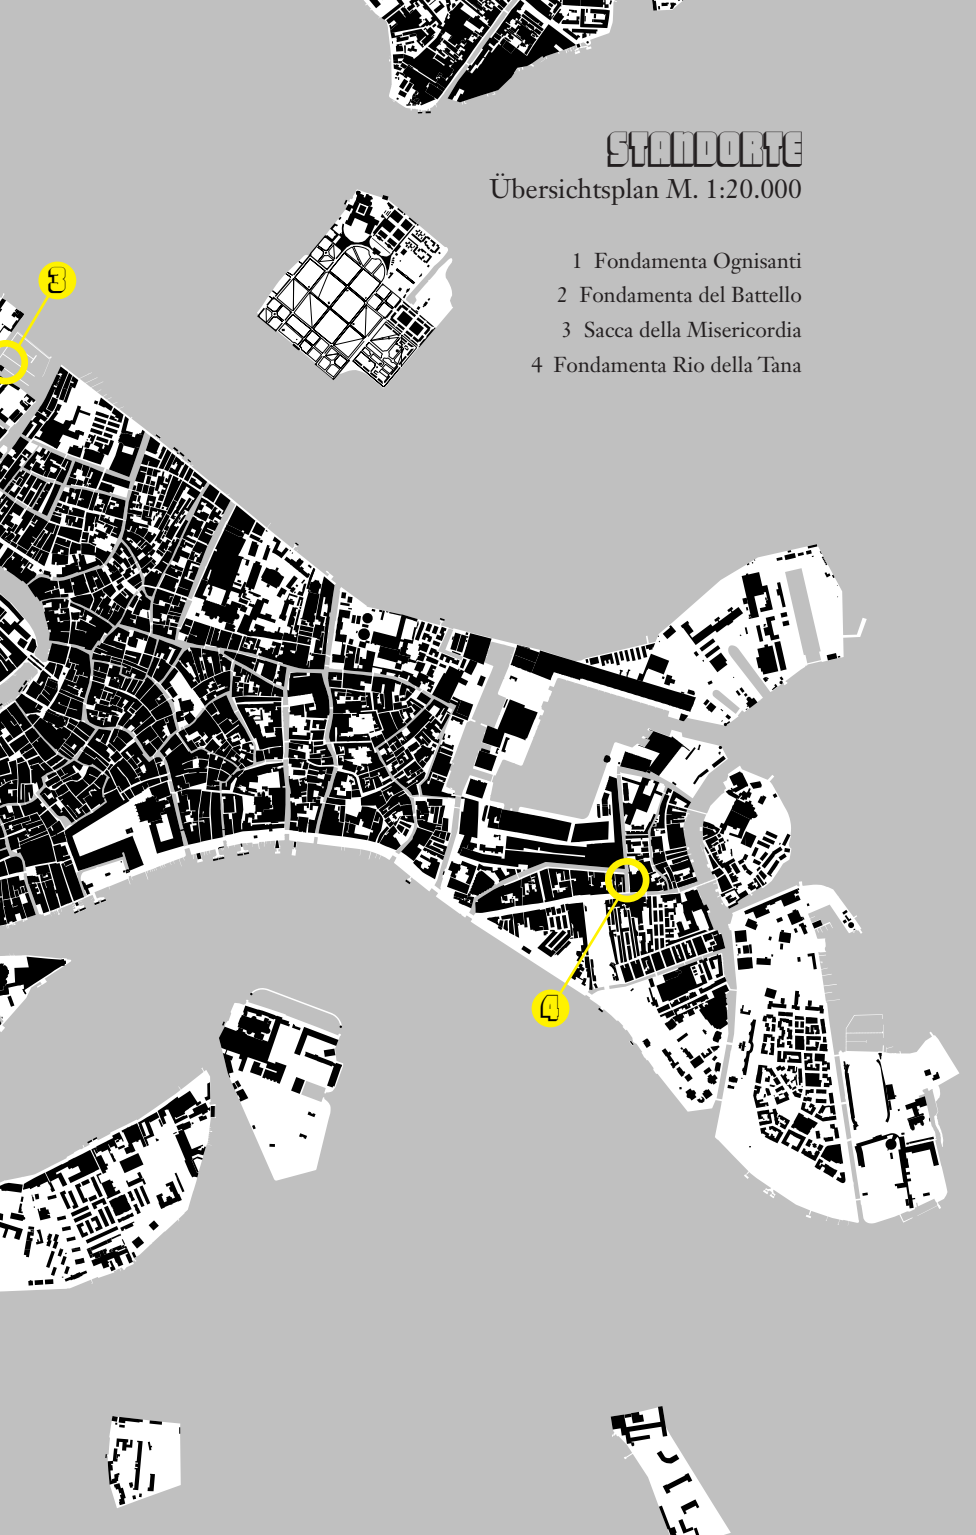 STANDORTE
Übersichtsplan M. 1:20.000
1 Fondamenta Ognisanti
2 Fondamenta del Battello
3 Sacca della Misericordia
4 Fondamenta Rio della Tana
3
4